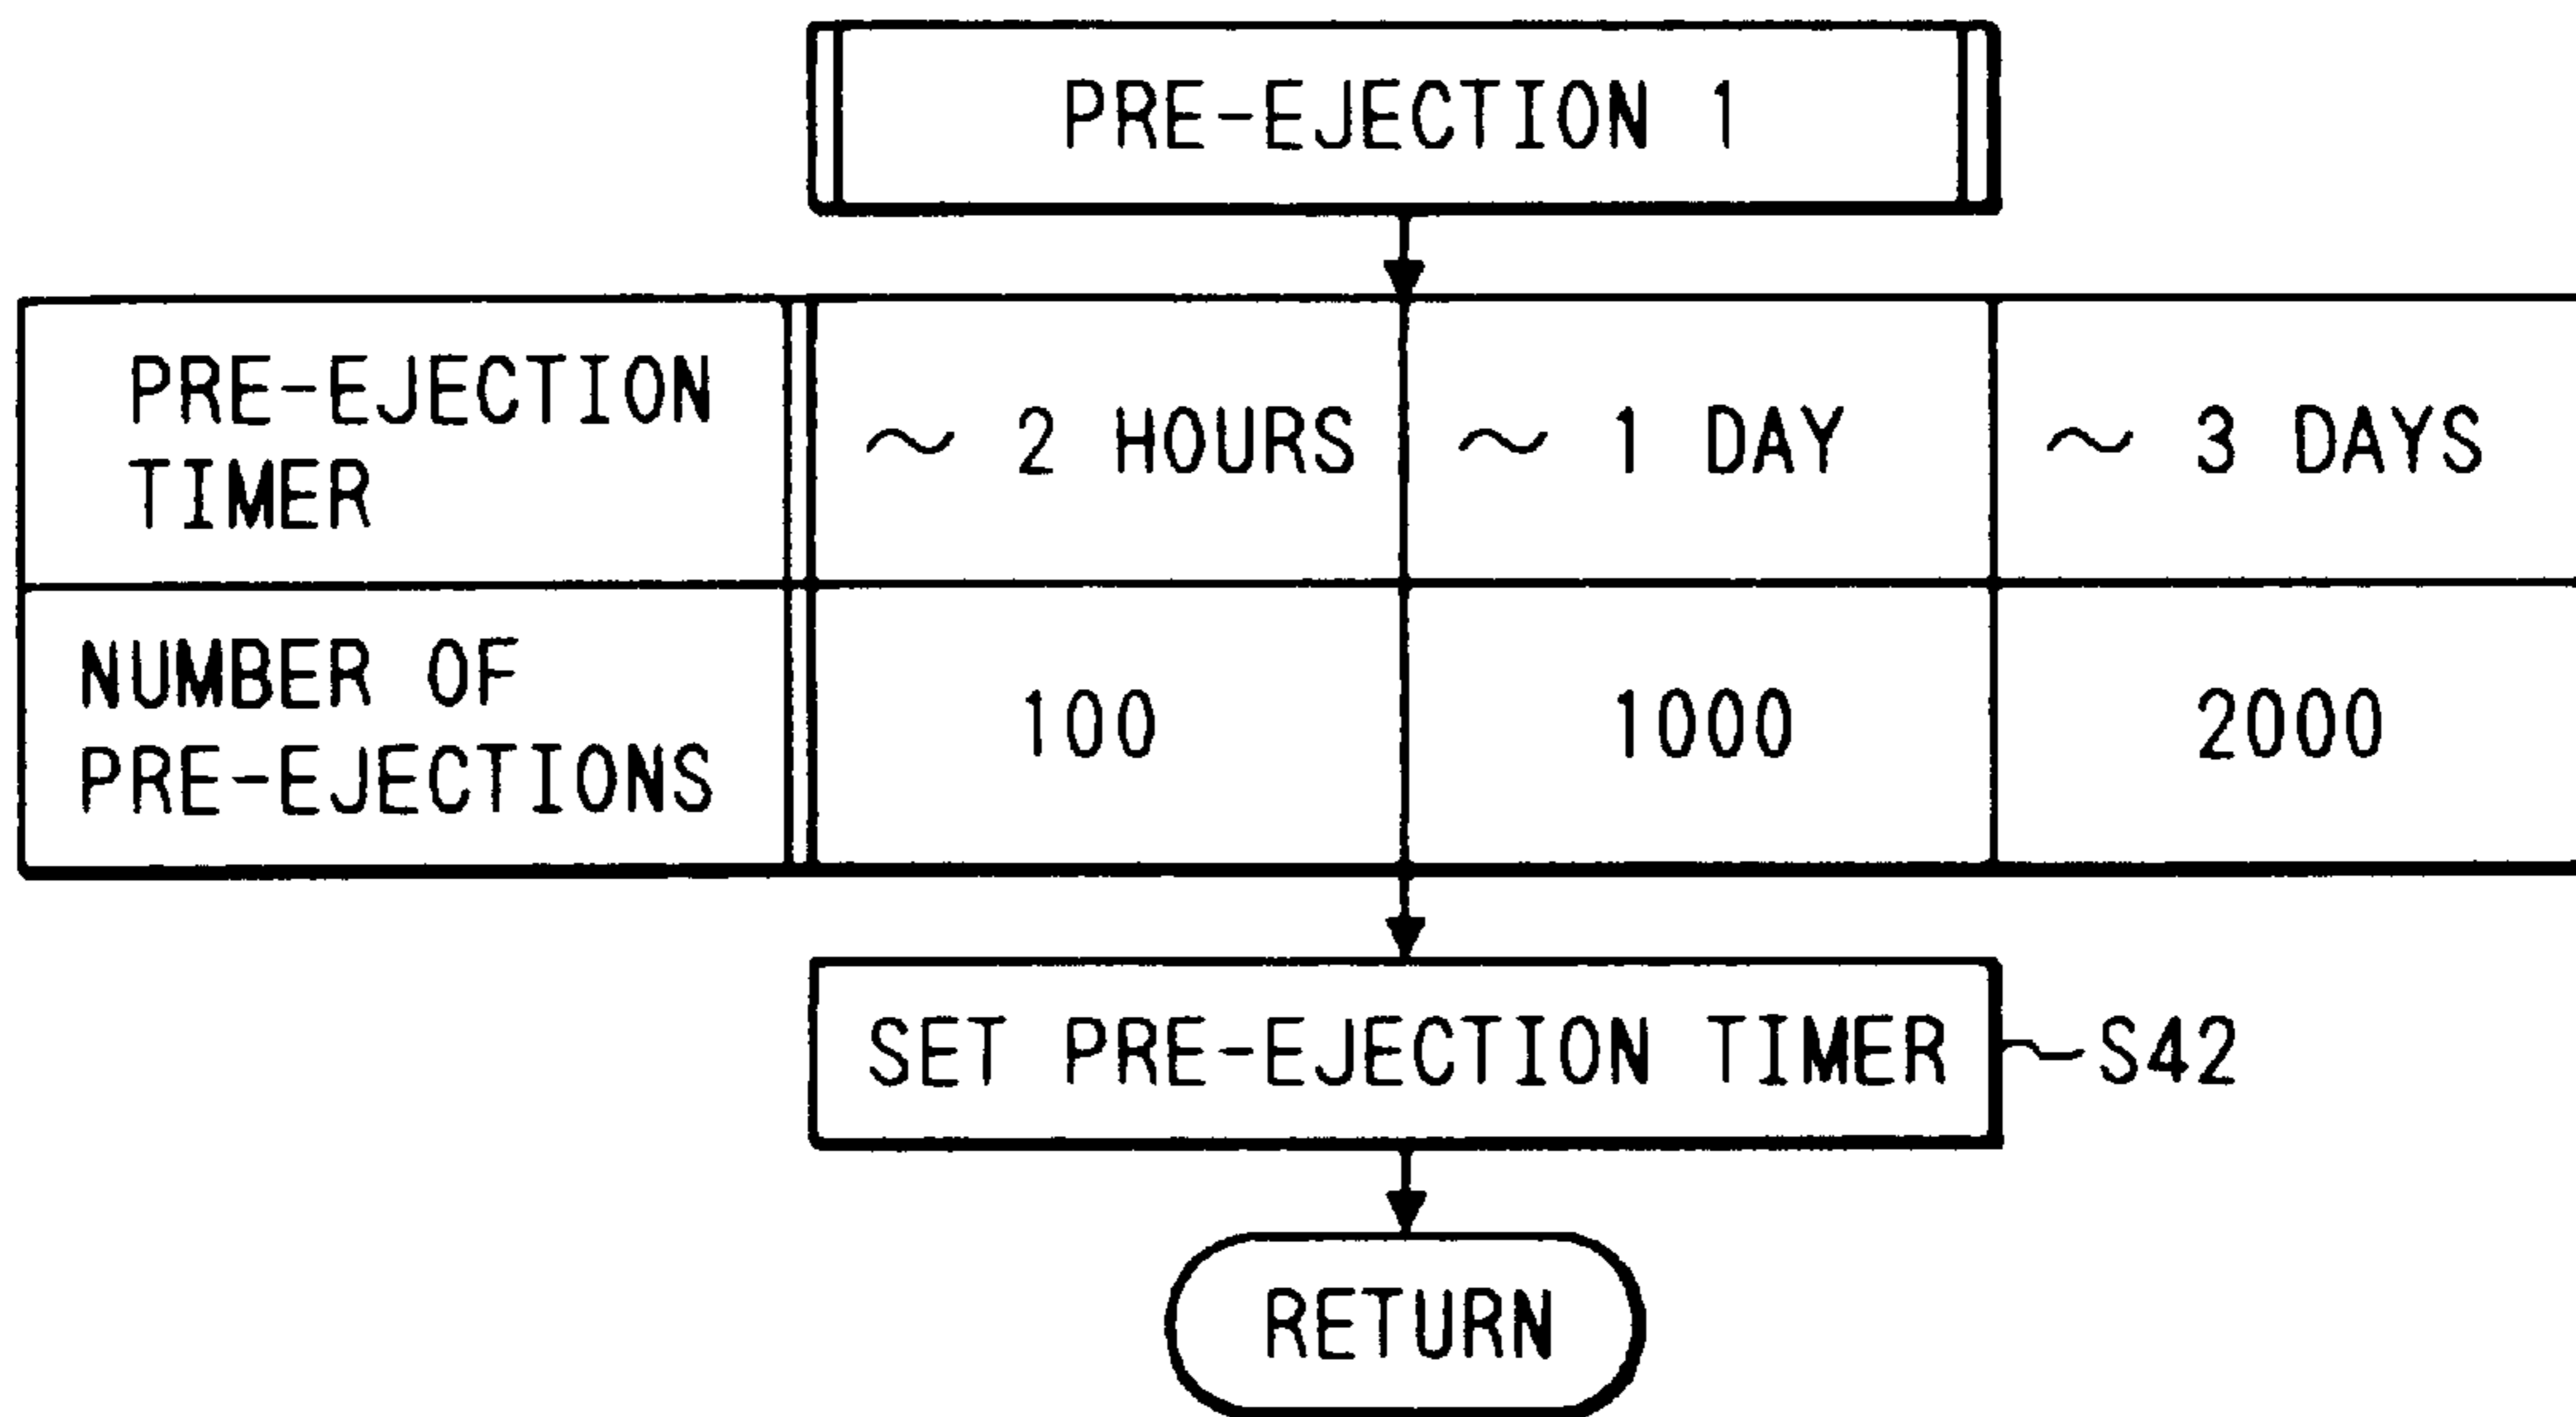 PRE-EJECTION 1
PRE-EJECTION
TIMER
~ 2 HOURS
~ 1 DAY
~ 3 DAYS
NUMBER OF
PRE-EJECTIONS
100
1000
2000
SET PRE-EJECTION TIMER
S42
RETURN